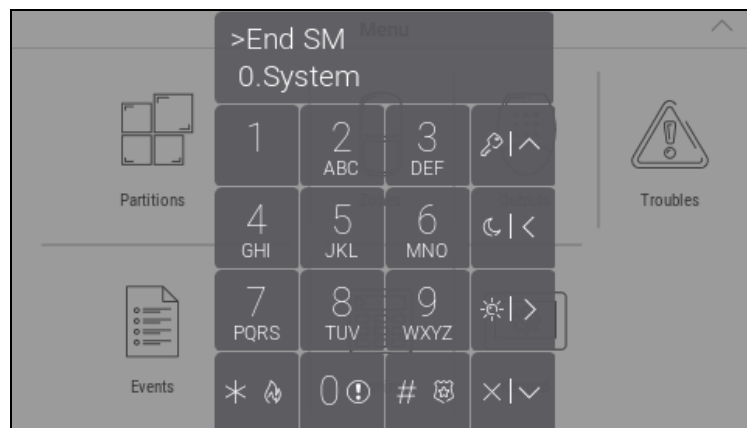 Menu
>End SM
0.System
1
2
3
ABC
DEF
4
5
6
GHI
JKL
MNO
7
8
9
PQRS
TUV
WXYZ
* 0 #
Partitions
Troubles
Events